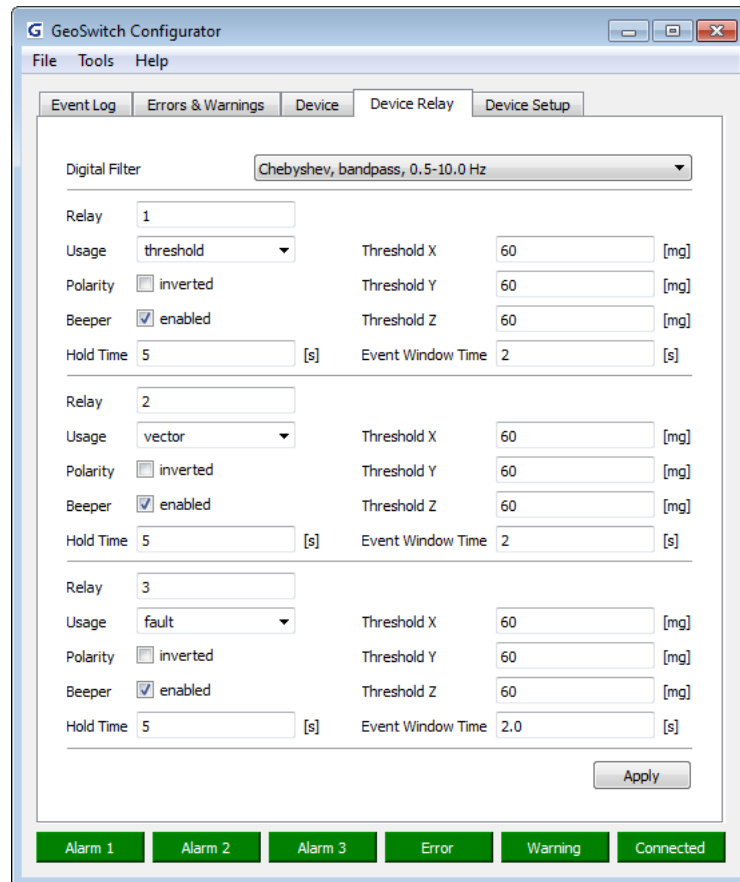 G GeoSwitch Configurator
File Tools Help
Event Log Errors & Warnings Device Device Relay Device Setup
Digital Filter Chebyshev, bandpass, 0.5-10.0 Hz
Relay 1
Usage threshold Threshold X 60 [mg]
Polarity inverted Threshold Y 60 [mg]
Beeper enabled Threshold Z 60 [mg]
Hold Time 5 [s] Event Window Time 2 [s]
Relay 2
Usage vector Threshold X 60 [mg]
Polarity inverted Threshold Y 60 [mg]
Beeper enabled Threshold Z 60 [mg]
Hold Time 5 [s] Event Window Time 2 [s]
Relay 3
Usage fault Threshold X 60 [mg]
Polarity inverted Threshold Y 60 [mg]
Beeper enabled Threshold Z 60 [mg]
Hold Time 5 [s] Event Window Time 2.0 [s]
Apply
Alarm 1 Alarm 2 Alarm 3 Error Warning Connected